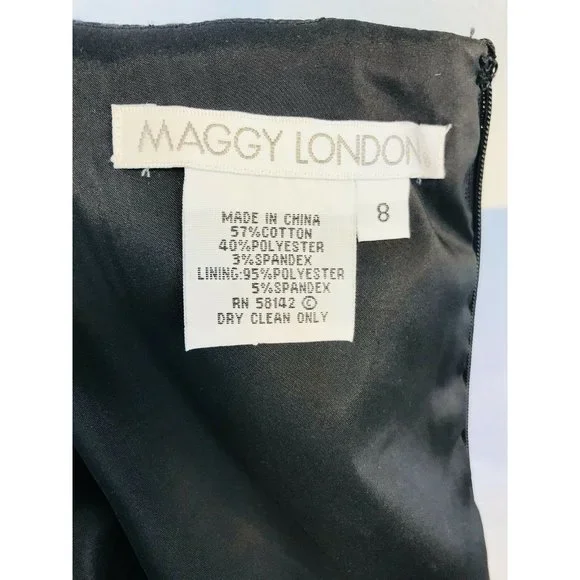 MAGGY LONDON
8
MADE IN CHINA
57%COTTON
40%POLYESTER
3%SPANDEX
LINING:95%POLYESTER
5%SPANDEX
RN 58142 ©
DRY CLEAN ONLY